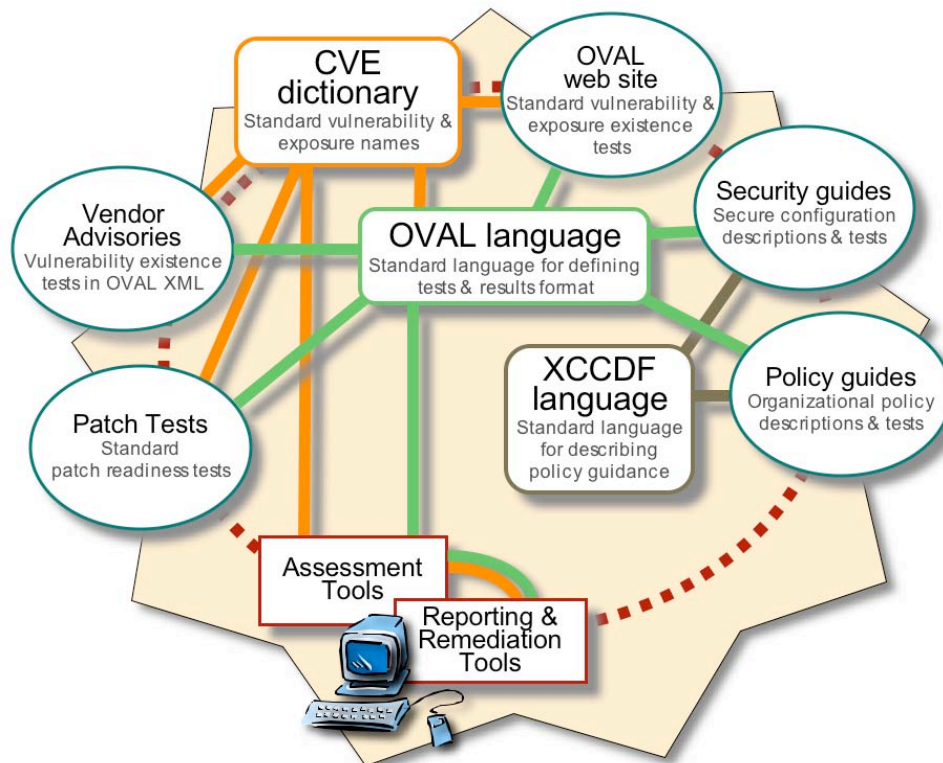 CVE
dictionary
Standard vulnerability &
exposure names
OVAL
web site
Standard vulnerability &
exposure existence
tests
Security guides
Secure configuration
descriptions & tests
Vendor
Advisories
Vulnerability existence
tests in OVAL XML
OVAL language
Standard language for defining
tests & results format
XCCDF
language
Standard language
for describing
policy guidance
Policy guides
Organizational policy
descriptions & tests
Patch Tests
Standard
patch readiness tests
Assessment
Tools
Reporting &
Remediation
Tools